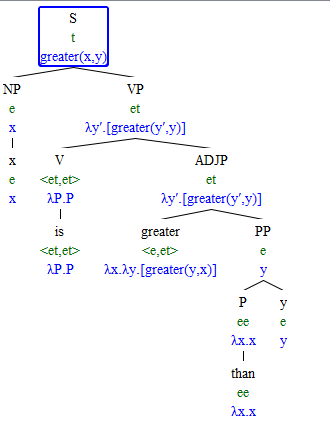 S
t
greater(x,y)
NP VP
e et
x λy'.[greater(y',y)]
x V ADJP
e <et,et> et
x λP.P λy'.[greater(y',y)]
is greater PP
<et,et> <e,et> e
λP.P λx.λy.[greater(y,x)] y
P y
ee e
λx.x y
than
ee
λx.x